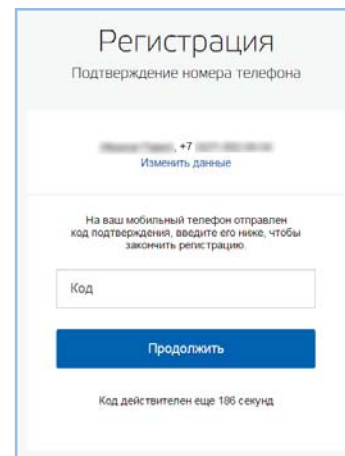 Регистрация
Подтверждение номера телефона
, +7
Изменить данные
На ваш мобильный телефон отправлен
код подтверждения, введите его ниже, чтобы
закончить регистрацию.
Код
Продолжить
Код действителен еще 186 секунд